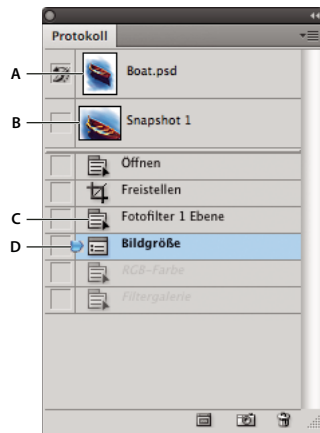 Protokoll
A
Boat.psd
B
Snapshot 1
Öffnen
Freistellen
C
Fotofilter 1 Ebene
D
Bildgröße
RGB-Farbe
Filtergalerie